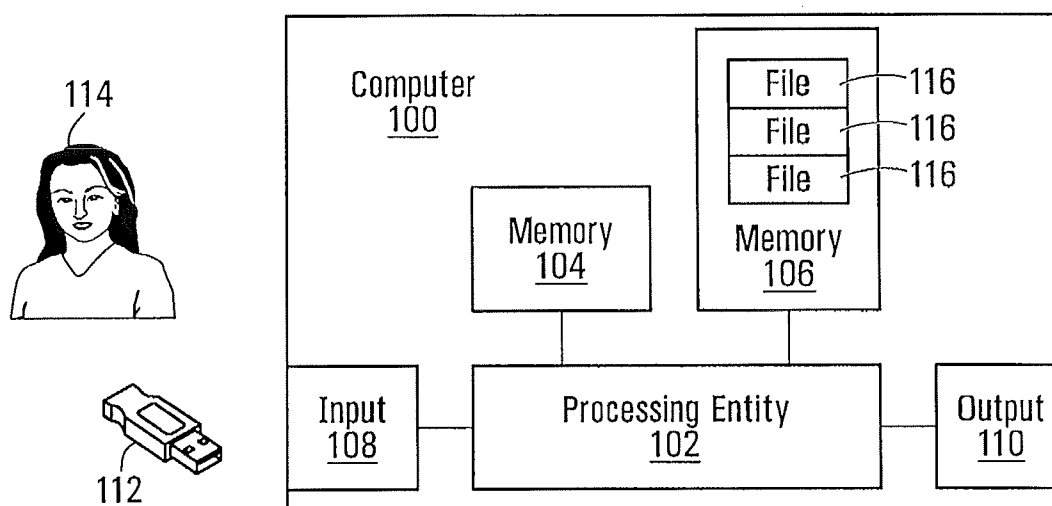 114
112
Computer
100
Memory
104
File
File
File
116
116
116
Memory
106
Input
108
Processing Entity
102
Output
110